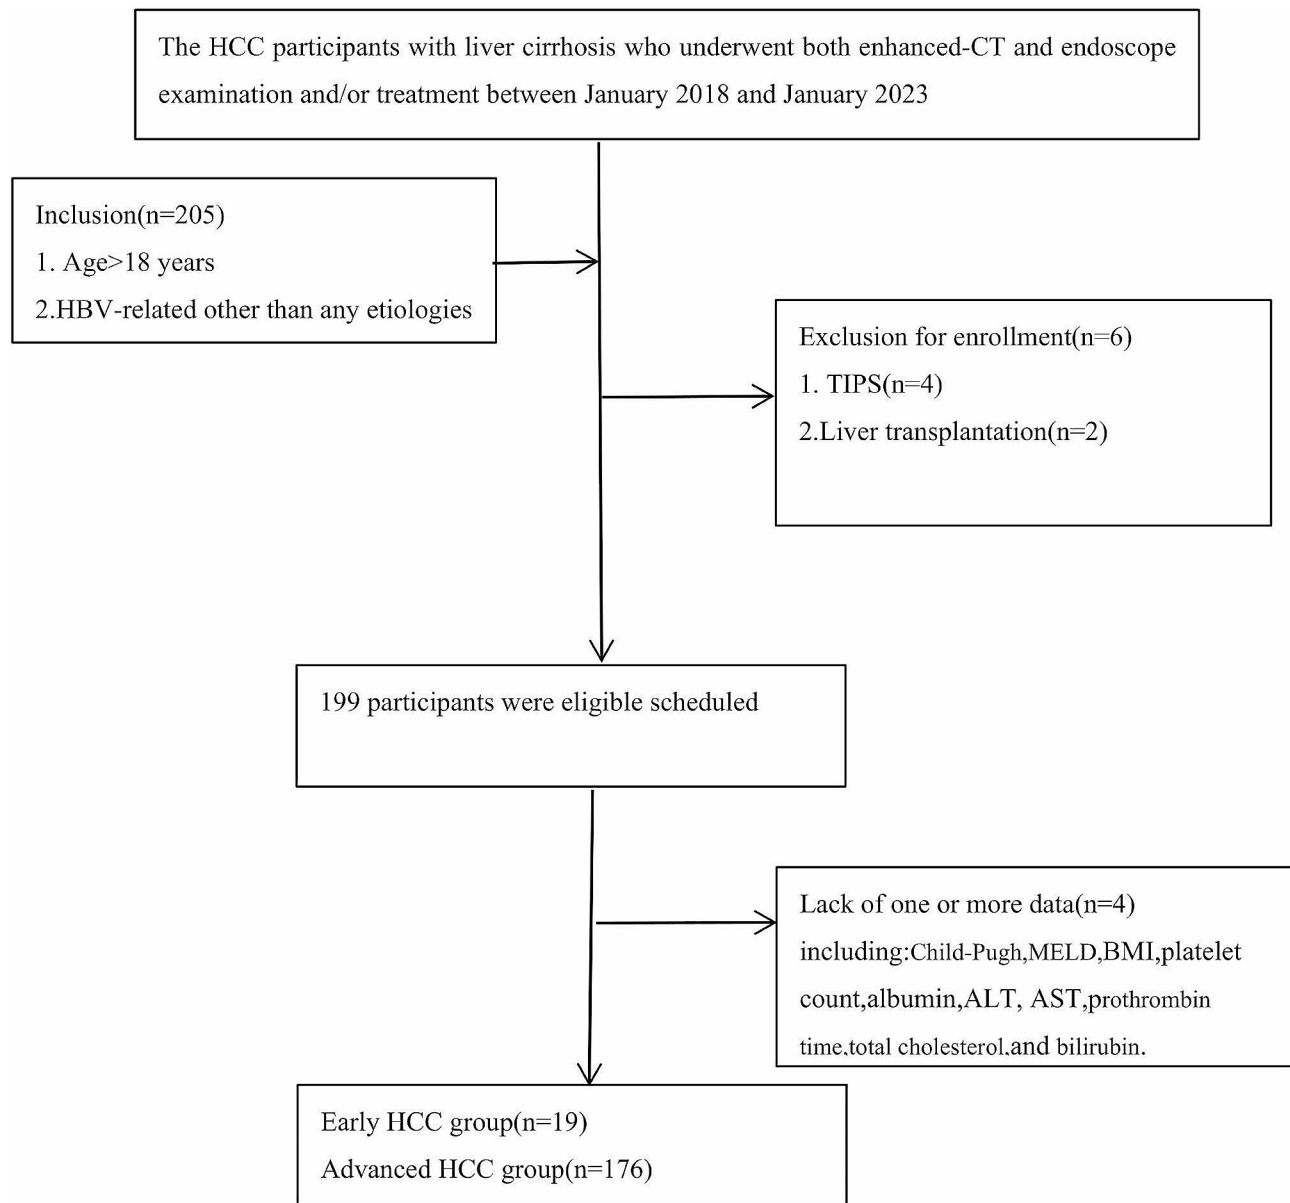 The HCC participants with liver cirrhosis who underwent both enhanced-CT and endoscope
examination and/or treatment between January 2018 and January 2023
Inclusion(n=205)
1. Age>18 years
2.HBV-related other than any etiologies
Exclusion for enrollment(n=6)
1. TIPS(n=4)
2.Liver transplantation(n=2)
199 participants were eligible scheduled
Lack of one or more data(n=4)
including:Child-Pugh,MELD,BMI,platelet
count,albumin,ALT, AST,prothrombin
time,total cholesterol,and bilirubin.
Early HCC group(n=19)
Advanced HCC group(n=176)